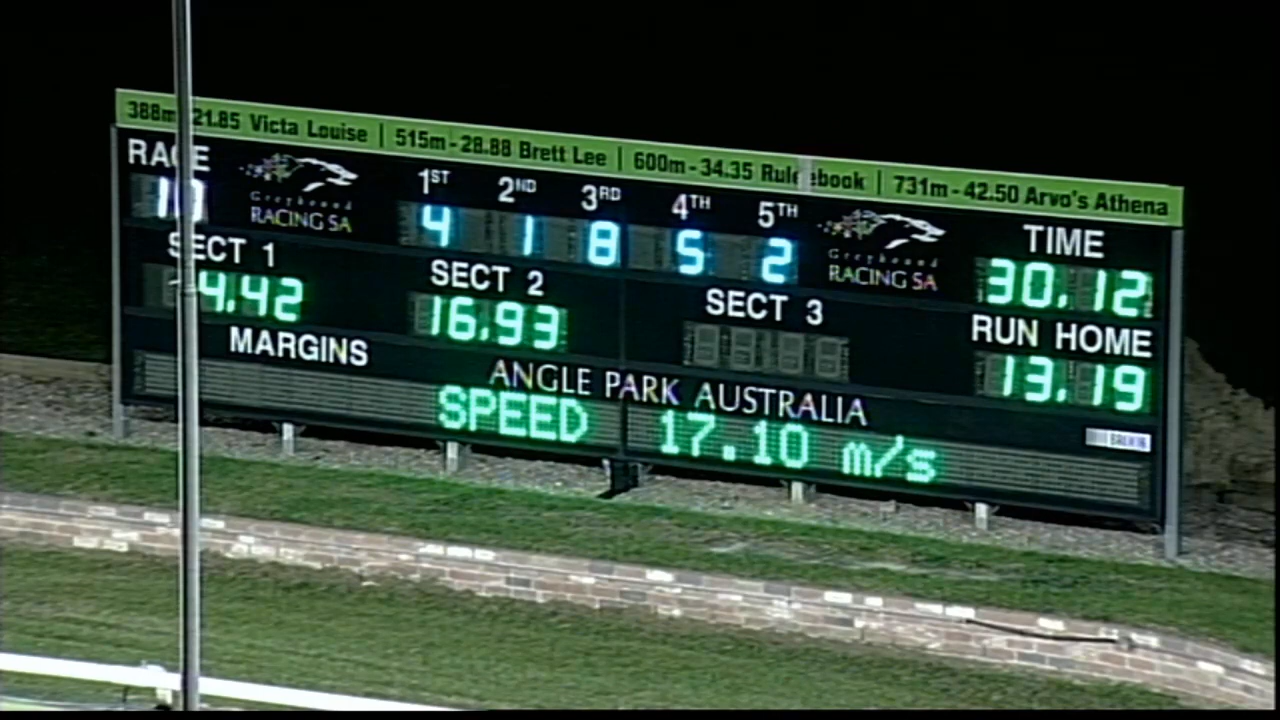 388m - 21.85 Victa Louise | 515m - 28.88 Brett Lee | 600m - 34.35 Rulebook | 731m - 42.50 Arvo's Athena
RACE 1ST 2ND 3RD 4TH 5TH TIME
10 4 1 8 5 2 30.12
Greyhound
RACING SA
Greyhound
RACING SA
SECT 1 SECT 2 SECT 3 RUN HOME
4.42 16.93 13.19
MARGINS
ANGLE PARK AUSTRALIA
SPEED 17.10 m/s